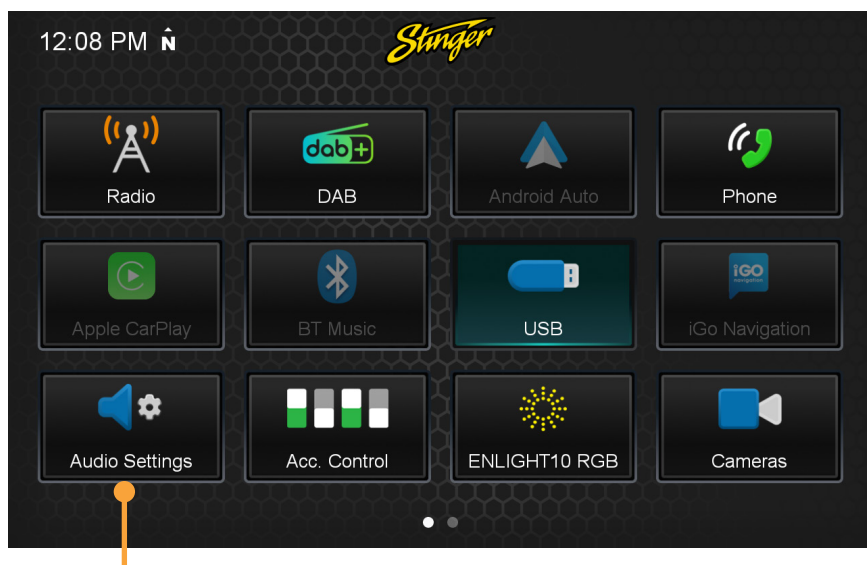 12:08 PM N
Stinger
Radio
dab+
DAB
Android Auto
Phone
Apple CarPlay
BT Music
USB
iGO
navigation
iGo Navigation
Audio Settings
Acc. Control
ENLIGHT10 RGB
Cameras